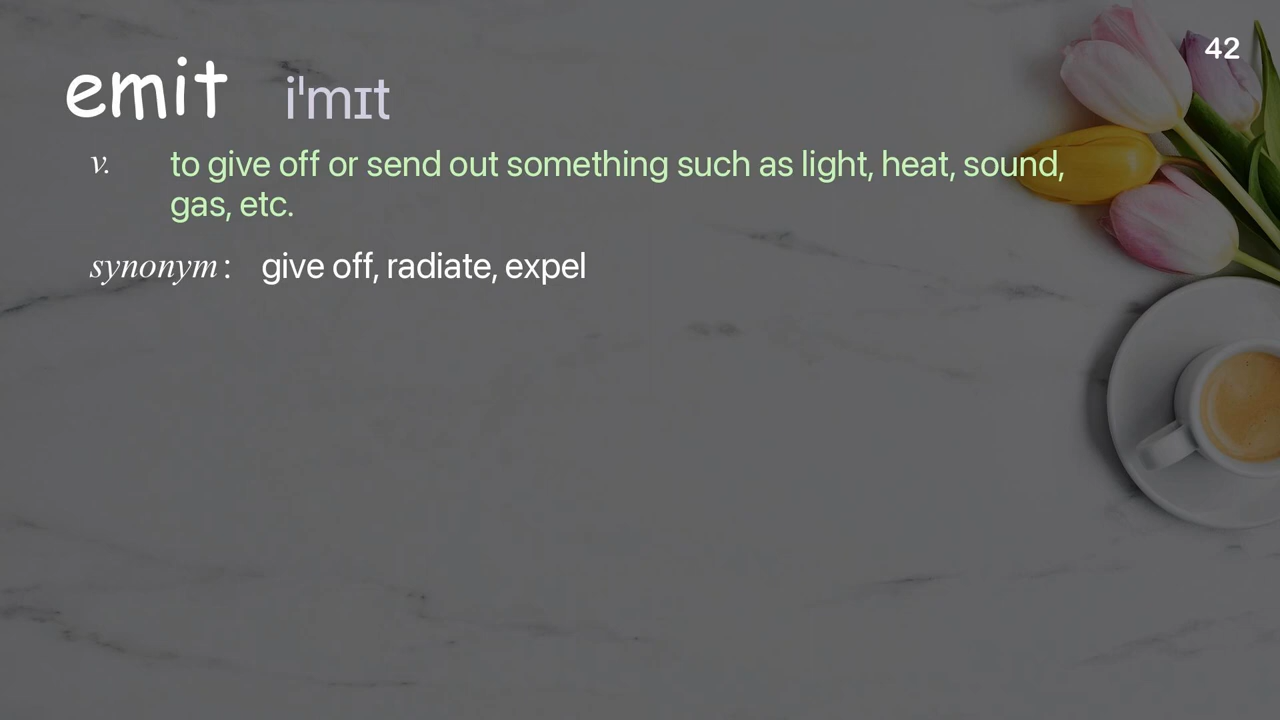 42
emit iˈmɪt
v. to give off or send out something such as light, heat, sound,
gas, etc.
synonym : give off, radiate, expel